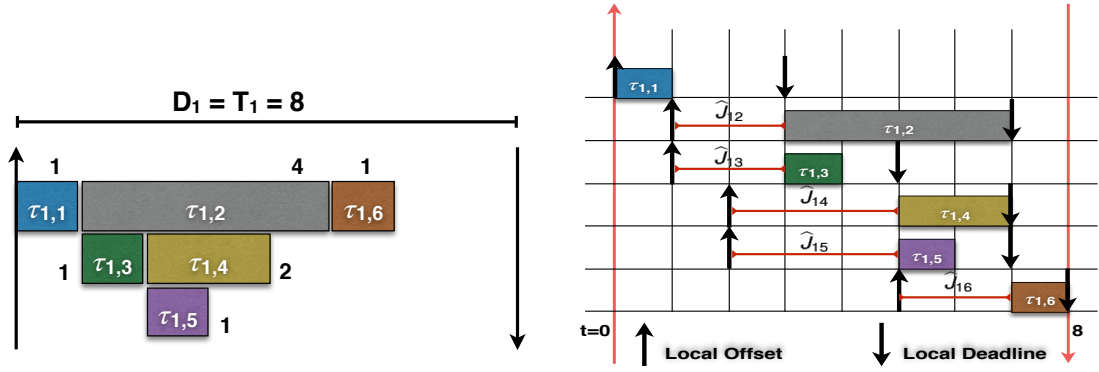 D₁ = T₁ = 8
1 4 1
τ₁,₁ τ₁,₂ τ₁,₆
1 τ₁,₃ τ₁,₄ 2
τ₁,₅ 1
τ₁,₁
Ĵ₁₂ τ₁,₂
Ĵ₁₃ τ₁,₃
Ĵ₁₄ τ₁,₄
Ĵ₁₅ τ₁,₅
Ĵ₁₆ τ₁,₆
t=0 8
Local Offset Local Deadline